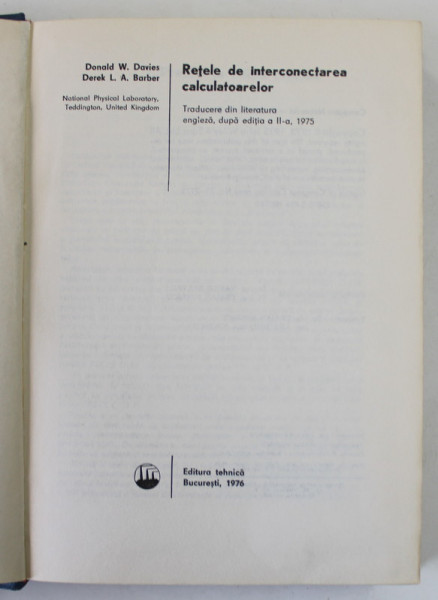 Donald W. Davies
Derek L. A. Barber
National Physical Laboratory,
Teddington, United Kingdom
Rețele de interconectarea
calculatoarelor
Traducere din literatura
engleză, după ediția a II-a, 1975
Editura tehnică
București, 1976